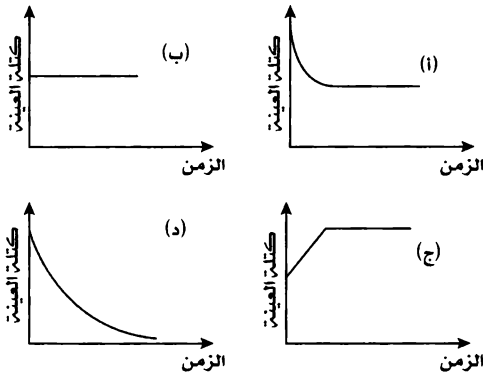 (أ)
كتلة العينة
الزمن
(ب)
كتلة العينة
الزمن
(ج)
كتلة العينة
الزمن
(د)
كتلة العينة
الزمن